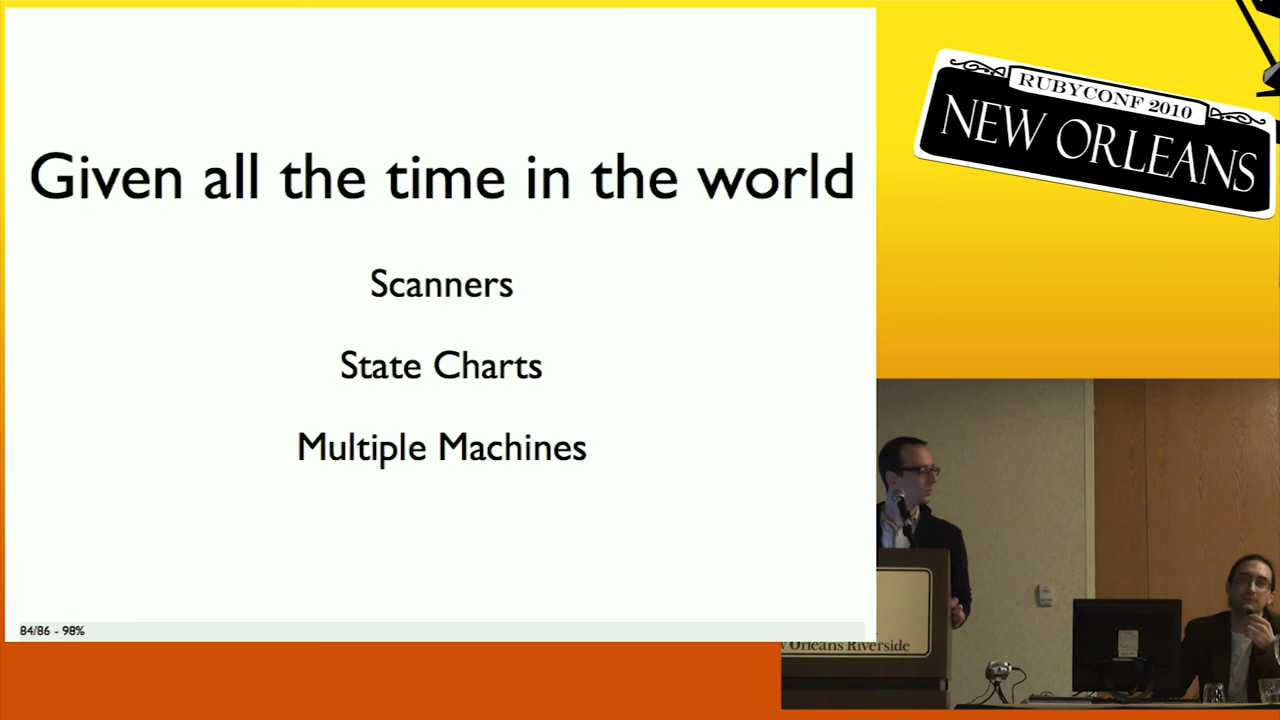 Given all the time in the world
Scanners
State Charts
Multiple Machines
84/86 - 98%
RUBYCONF 2010
NEW ORLEANS
Orleans Riverside